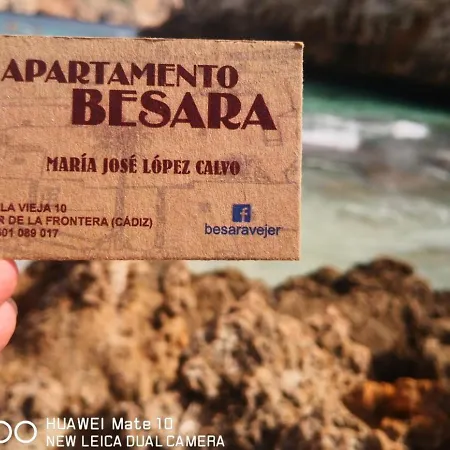 APARTAMENTO
BESARA
MARÍA JOSÉ LÓPEZ CALVO
LA VIEJA 10
R DE LA FRONTERA (CÁDIZ)
601 089 017
f
besaravejer
HUAWEI Mate 10
NEW LEICA DUAL CAMERA